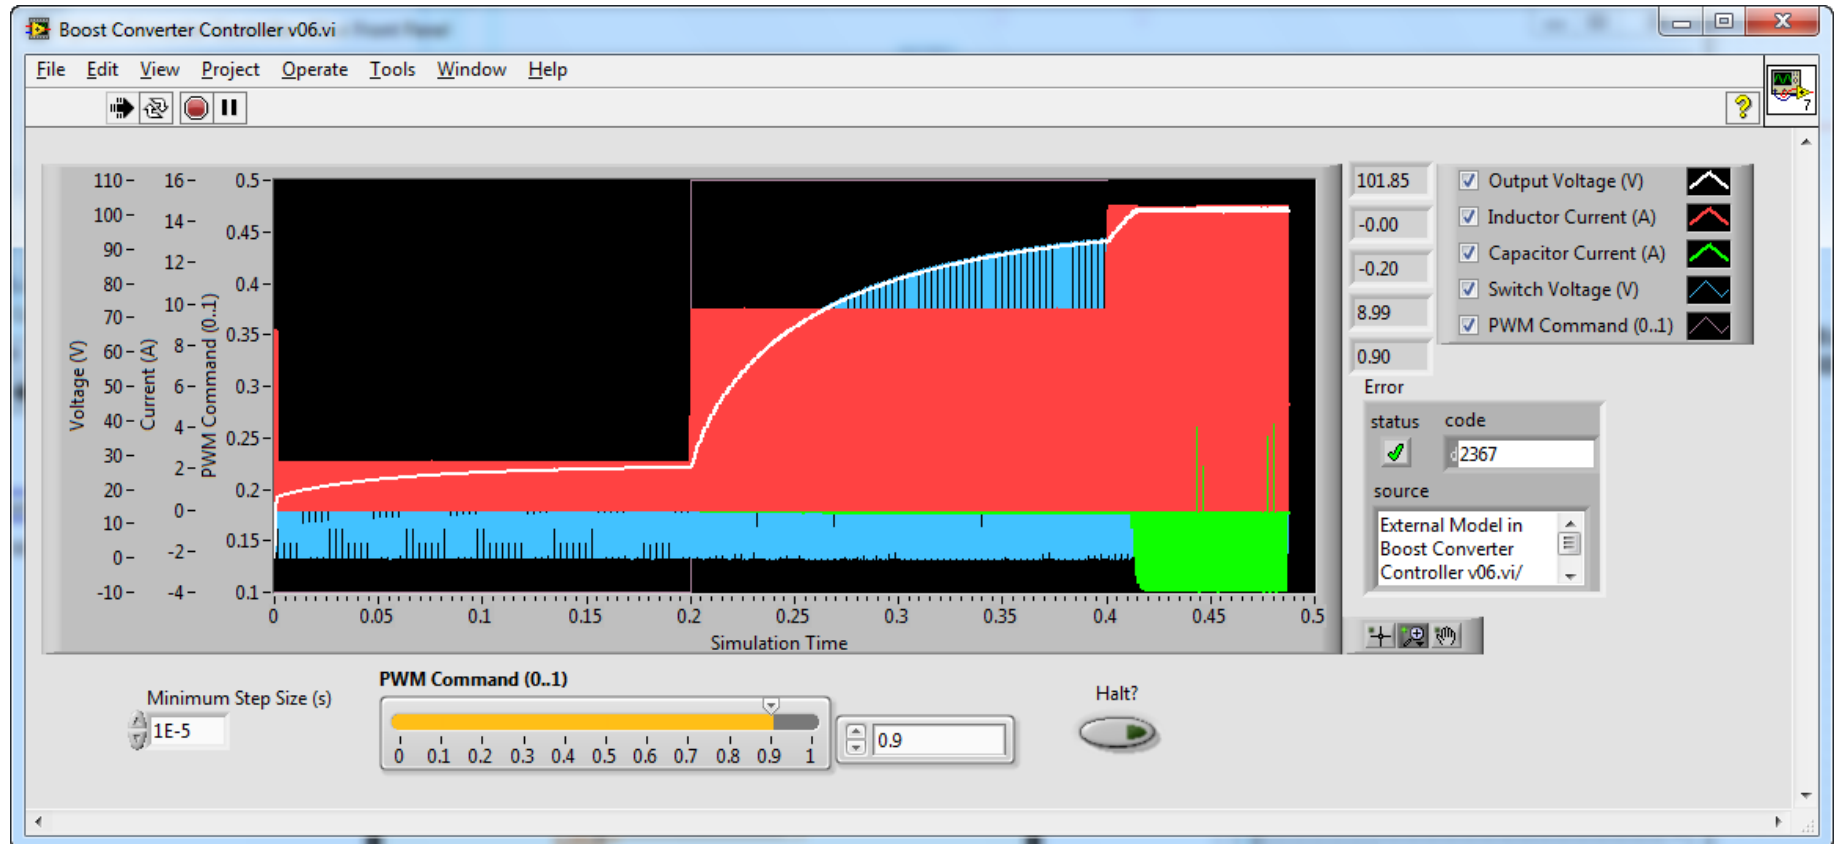 Boost Converter Controller v06.vi
File Edit View Project Operate Tools Window Help
7
110 16 0.5
100 14 0.45
90 12 0.4
80 10 0.35
70 8 0.3
60 6 0.25
50 4 0.2
40 2 0.15
30 0 0.1
20 -2
10 -4
0
-10
Voltage (V)
Current (A)
PWM Command (0..1)
0 0.05 0.1 0.15 0.2 0.25 0.3 0.35 0.4 0.45 0.5
Simulation Time
101.85 Output Voltage (V)
-0.00 Inductor Current (A)
-0.20 Capacitor Current (A)
8.99 Switch Voltage (V)
0.90 PWM Command (0..1)
Error
status code
d 2367
source
External Model in
Boost Converter
Controller v06.vi/
Minimum Step Size (s)
1E-5
PWM Command (0..1)
0 0.1 0.2 0.3 0.4 0.5 0.6 0.7 0.8 0.9 1
0.9
Halt?